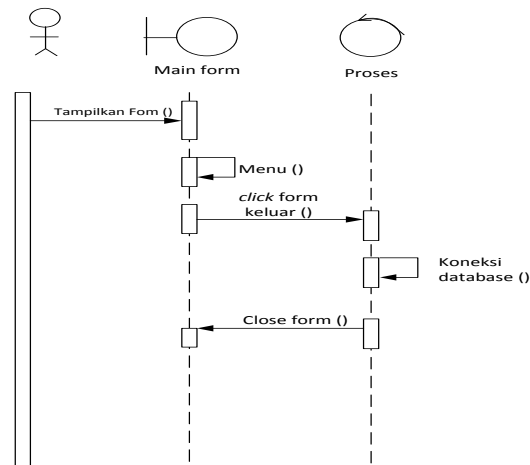 Main form
Proses
Tampilkan Fom ()
Menu ()
click form
keluar ()
Koneksi
database ()
Close form ()